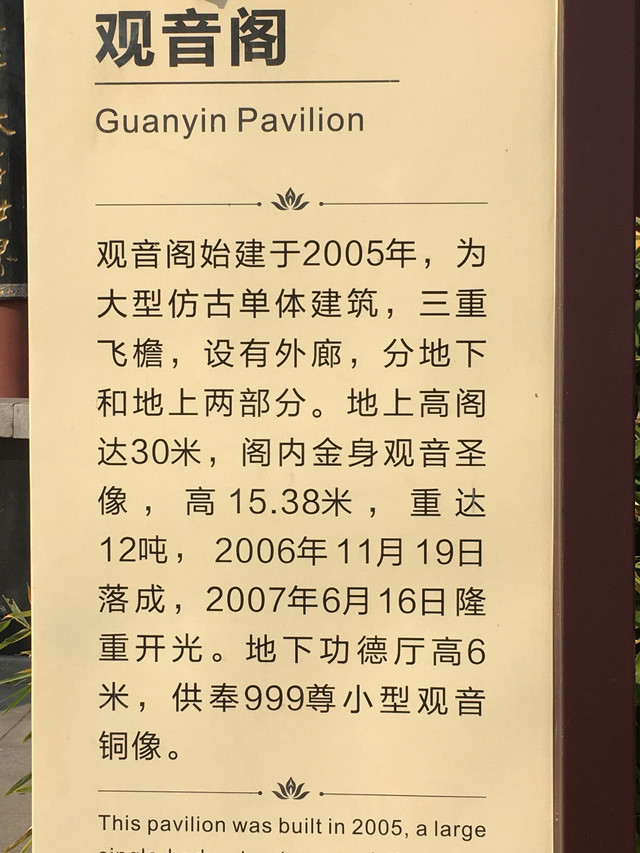 观音阁
Guanyin Pavilion
观音阁始建于2005年，为
大型仿古单体建筑，三重
飞檐，设有外廊，分地下
和地上两部分。地上高阁
达30米，阁内金身观音圣
像，高15.38米，重达
12吨，2006年11月19日
落成，2007年6月16日隆
重开光。地下功德厅高6
米，供奉999尊小型观音
铜像。
This pavilion was built in 2005, a large